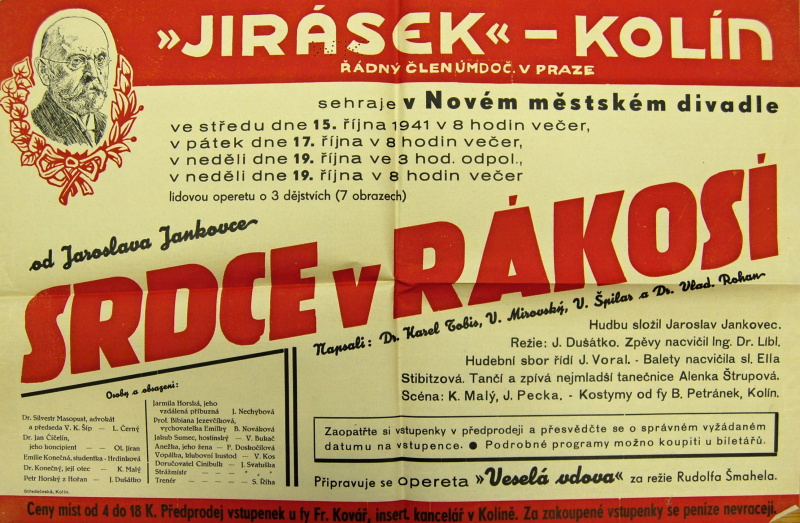 »JIRÁSEK« – KOLÍN
ŘÁDNÝ ČLEN ÚMDOČ. V PRAZE
sehraje v Novém městském divadle
ve středu dne 15. října 1941 v 8 hodin večer,
v pátek dne 17. října v 8 hodin večer,
v neděli dne 19. října ve 3 hod. odpol.,
v neděli dne 19. října v 8 hodin večer
lidovou operetu o 3 dějstvích (7 obrazech)
od Jaroslava Jankovce
SRDCE V RÁKOSÍ
Napsali: Dr. Karel Tobis, V. Mirovský, V. Špilar a Dr. Vlad. Rohan
Hudbu složil Jaroslav Jankovec.
Režie: J. Dušátko. Zpěvy nacvičil Ing. Dr. Líbl.
Hudební sbor řídí J. Voral. - Balety nacvičila sl. Ella
Stibitzová. Tančí a zpívá nejmladší tanečnice Alenka Štrupová.
Scéna: K. Malý, J. Pecka. - Kostymy od fy B. Petránek, Kolín.
Osoby a obsazení:
Dr. Silvestr Masopust, advokát
a předseda V. K. Šíp — L. Černý
Dr. Jan Čičelín,
jeho koncipient — Ot. Jiran
Emilie Konečná, studentka - Hrdinková
Dr. Konečný, její otec — K. Malý
Petr Horský z Hořan — J. Dušátko
Jarmila Horská, jeho
vzdálená příbuzná J. Nechybová
Prof. Bibiana Jezevčíková,
vychovatelka Emilky B. Nováková
Jakub Sumec, hostinský — V. Bukač
Anežka, jeho žena — F. Doskočilová
Vopálka, klubovní kustod — V. Kos
Doručovatel Cinibulk — J. Svatuška
Strážmistr — " "
Trenér — S. Říha
Středočeská, Kolín.
Zaopatřte si vstupenky v předprodeji a přesvědčte se o správném vyžádaném
datumu na vstupence. ● Podrobné programy možno koupiti u biletářů.
Připravuje se opereta »Veselá vdova« za režie Rudolfa Šmahela.
Ceny míst od 4 do 18 K. Předprodej vstupenek u fy Fr. Kovář, insert. kancelář v Kolíně. Za zakoupené vstupenky se peníze nevracejí.